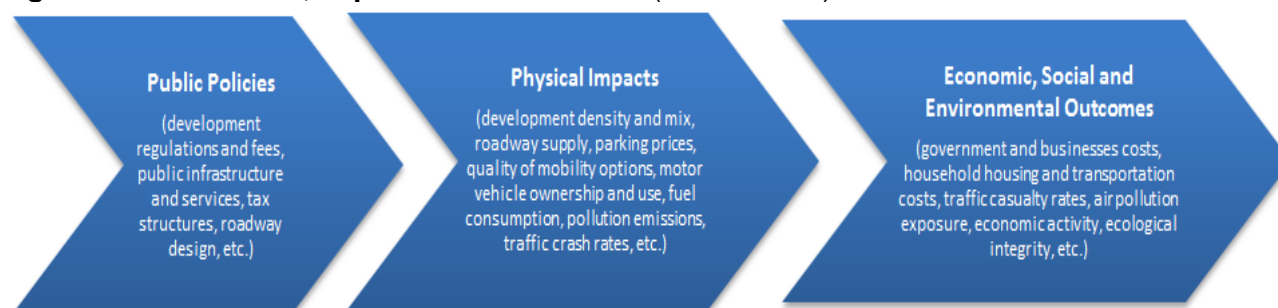 Public Policies
(development
regulations and fees,
public infrastructure
and services, tax
structures, roadway
design, etc.)
Physical Impacts
(development density and mix,
roadway supply, parking prices,
quality of mobility options, motor
vehicle ownership and use, fuel
consumption, pollution emissions,
traffic crash rates, etc.)
Economic, Social and
Environmental Outcomes
(government and businesses costs,
household housing and transportation
costs, traffic casualty rates, air pollution
exposure, economic activity, ecological
integrity, etc.)